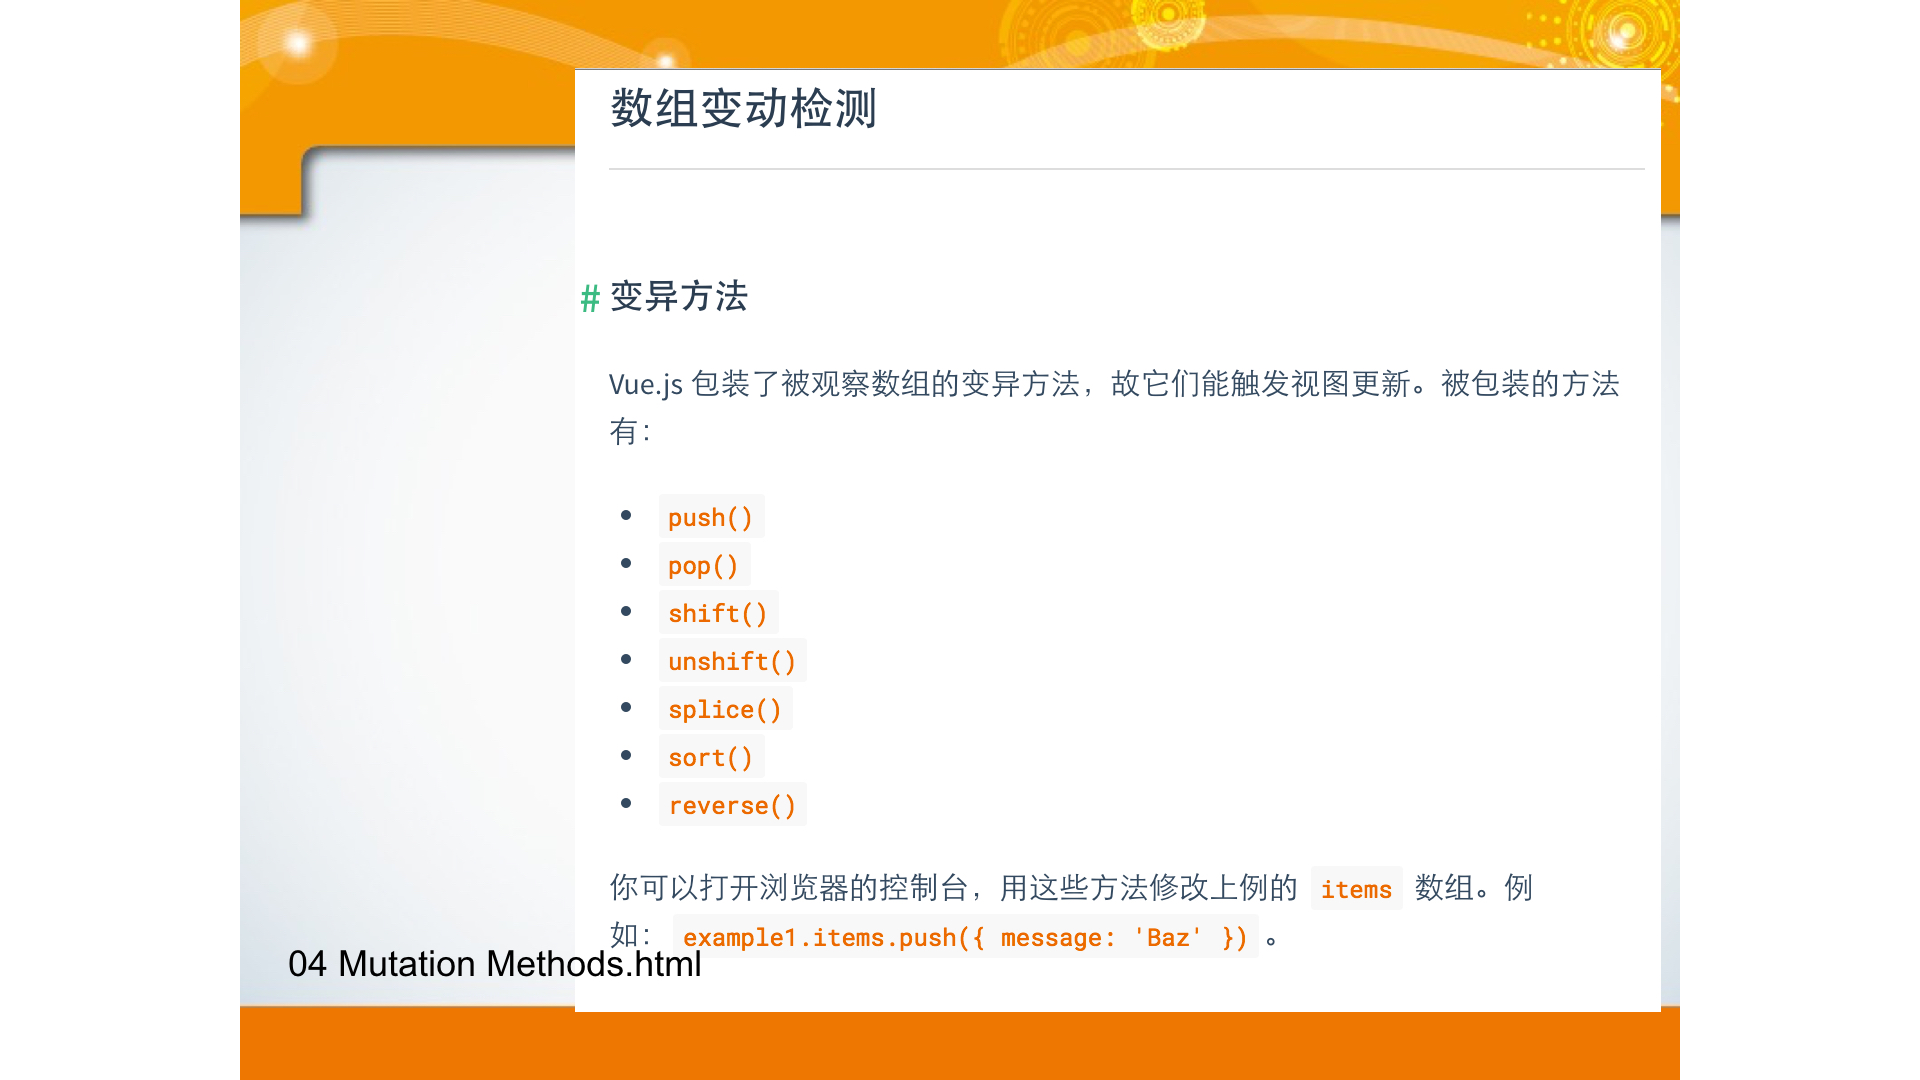 数组变动检测
# 变异方法
Vue.js 包装了被观察数组的变异方法，故它们能触发视图更新。被包装的方法
有：
• push()
• pop()
• shift()
• unshift()
• splice()
• sort()
• reverse()
你可以打开浏览器的控制台，用这些方法修改上例的 items 数组。例
如： example1.items.push({ message: 'Baz' }) 。
04 Mutation Methods.html